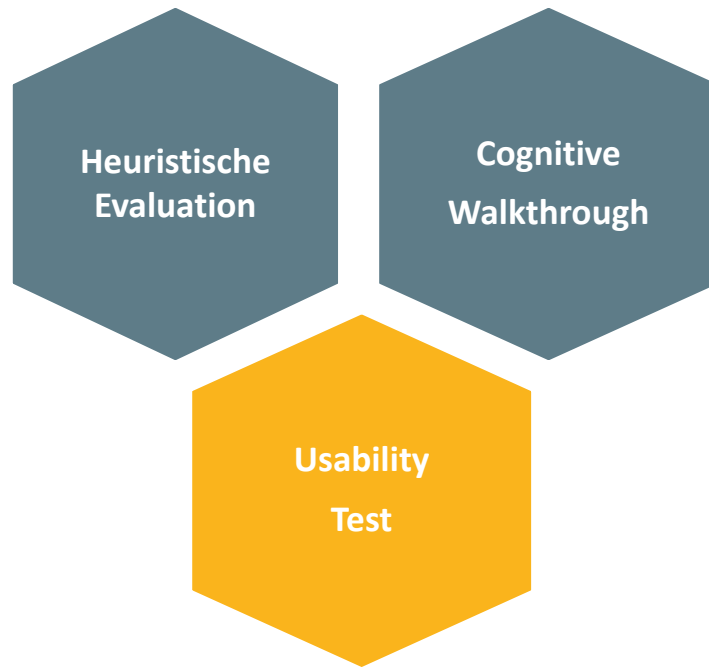 Heuristische
Evaluation
Cognitive
Walkthrough
Usability
Test